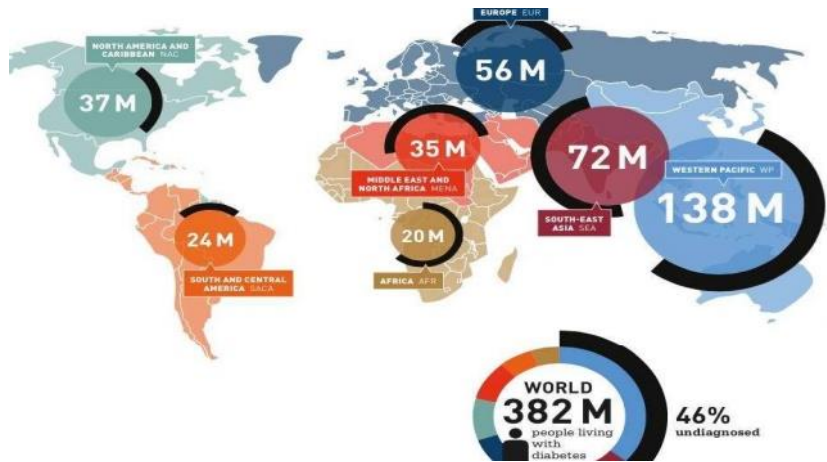 EUROPE EUR
56 M
NORTH AMERICA AND
CARIBBEAN NAC
37 M
35 M
MIDDLE EAST AND
NORTH AFRICA MENA
72 M
SOUTH-EAST
ASIA SEA
WESTERN PACIFIC WP
138 M
24 M
SOUTH AND CENTRAL
AMERICA SACA
20 M
AFRICA AFR
WORLD
382 M
people living
with
diabetes
46%
undiagnosed